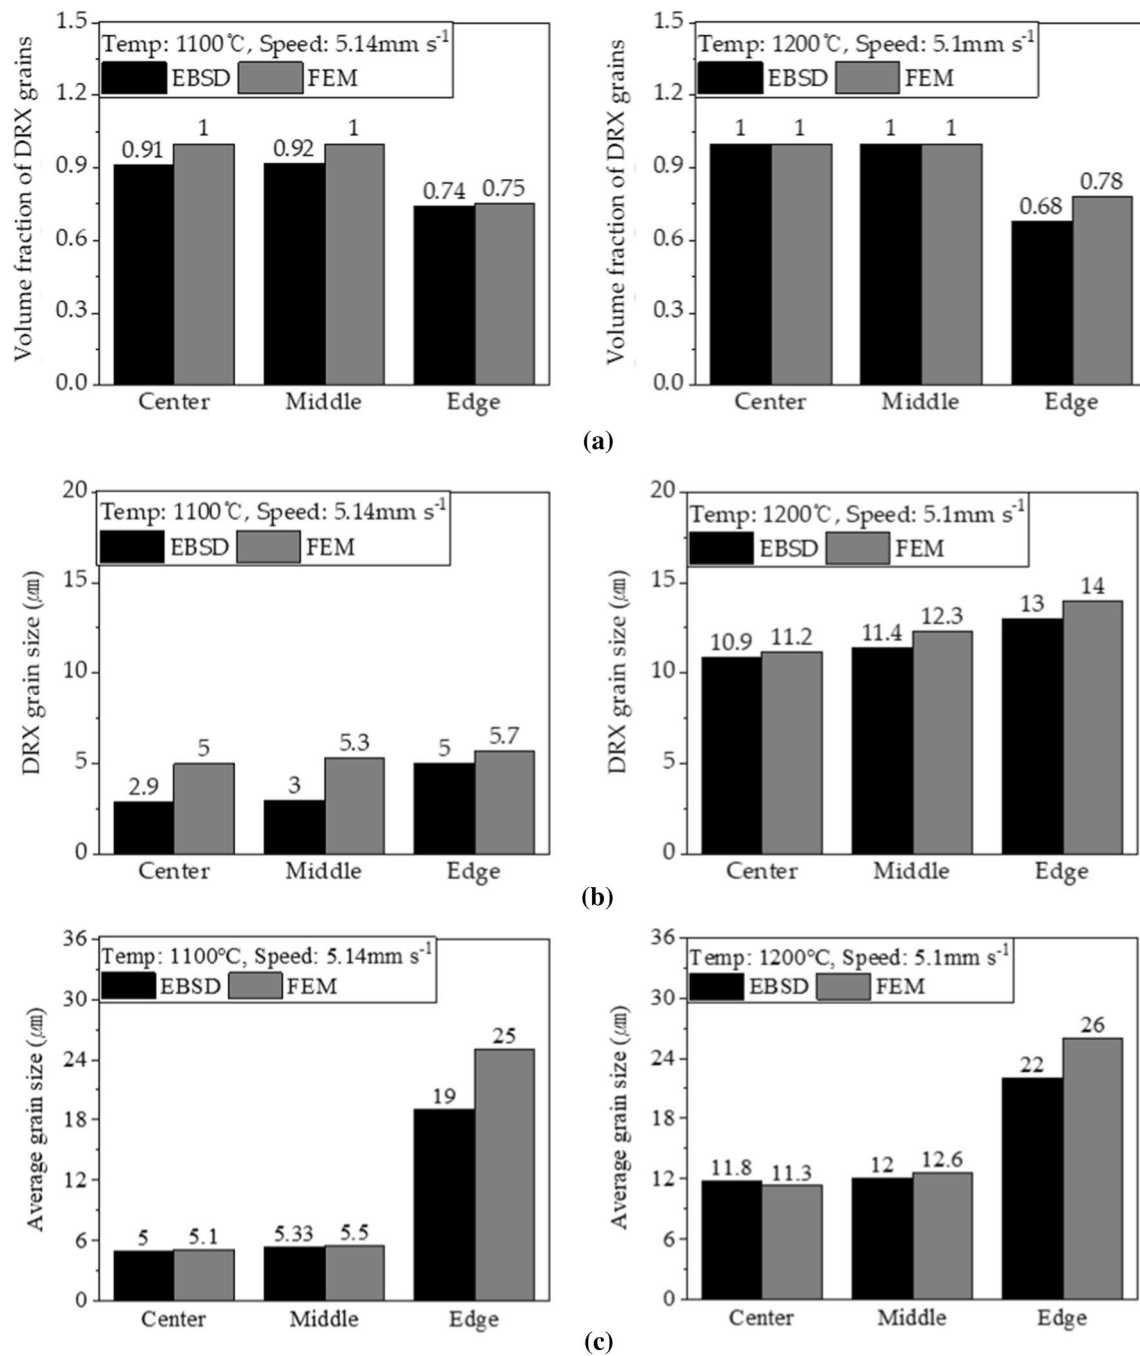 Volume fraction of DRX grains
1.5
1.2
0.9
0.6
0.3
0.0
Temp: 1100℃, Speed: 5.14mm s-1
EBSD FEM
0.91 1 0.92 1 0.74 0.75
Center Middle Edge
Volume fraction of DRX grains
1.5
1.2
0.9
0.6
0.3
0.0
Temp: 1200℃, Speed: 5.1mm s-1
EBSD FEM
1 1 1 1 0.68 0.78
Center Middle Edge
(a)
DRX grain size (㎛)
20
15
10
5
0
Temp: 1100℃, Speed: 5.14mm s-1
EBSD FEM
2.9 5 3 5.3 5 5.7
Center Middle Edge
DRX grain size (㎛)
20
15
10
5
0
Temp: 1200℃, Speed: 5.1mm s-1
EBSD FEM
10.9 11.2 11.4 12.3 13 14
Center Middle Edge
(b)
Average grain size (㎛)
36
30
24
18
12
6
0
Temp: 1100°C, Speed: 5.14mm s-1
EBSD FEM
5 5.1 5.33 5.5 19 25
Center Middle Edge
Average grain size (㎛)
36
30
24
18
12
6
0
Temp: 1200°C, Speed: 5.1mm s-1
EBSD FEM
11.8 11.3 12 12.6 22 26
Center Middle Edge
(c)